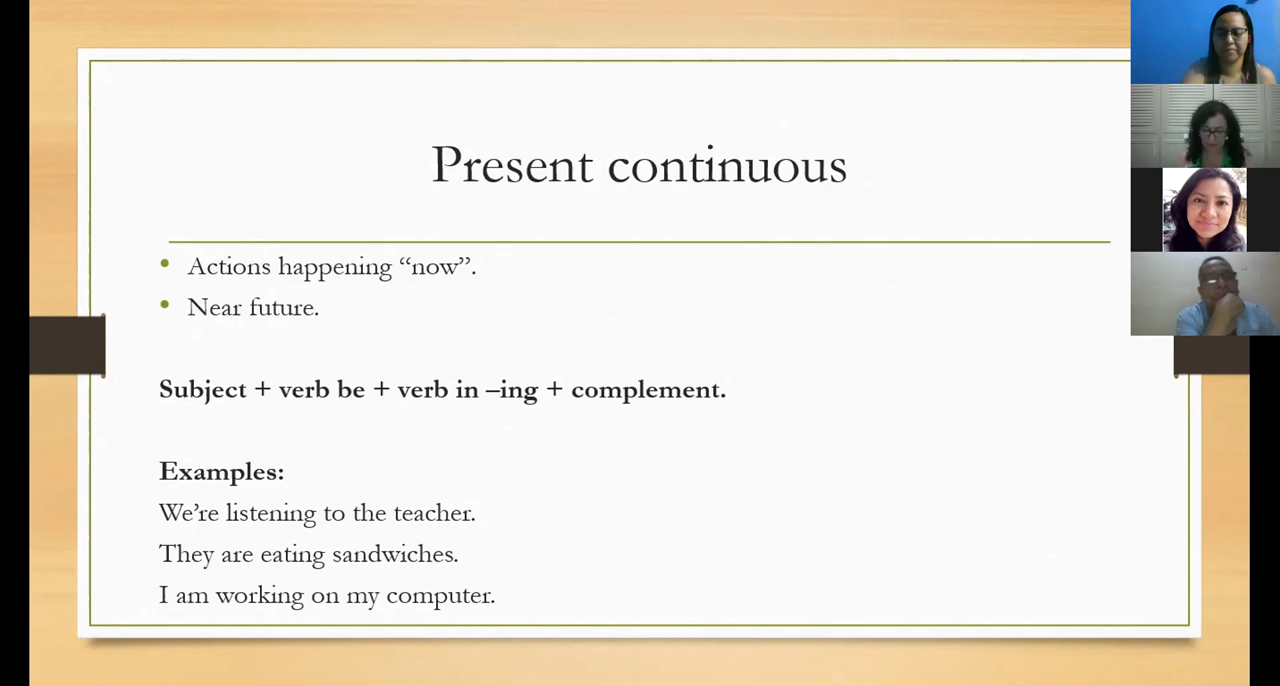 Present continuous
• Actions happening “now”.
• Near future.
Subject + verb be + verb in –ing + complement.
Examples:
We’re listening to the teacher.
They are eating sandwiches.
I am working on my computer.